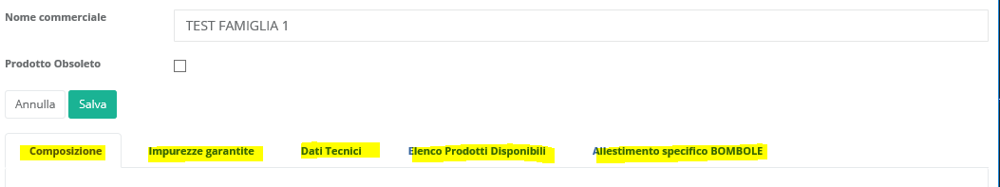 Nome commerciale TEST FAMIGLIA 1
Prodotto Obsoleto
Annulla Salva
Composizione Impurezze garantite Dati Tecnici Elenco Prodotti Disponibili Allestimento specifico BOMBOLE